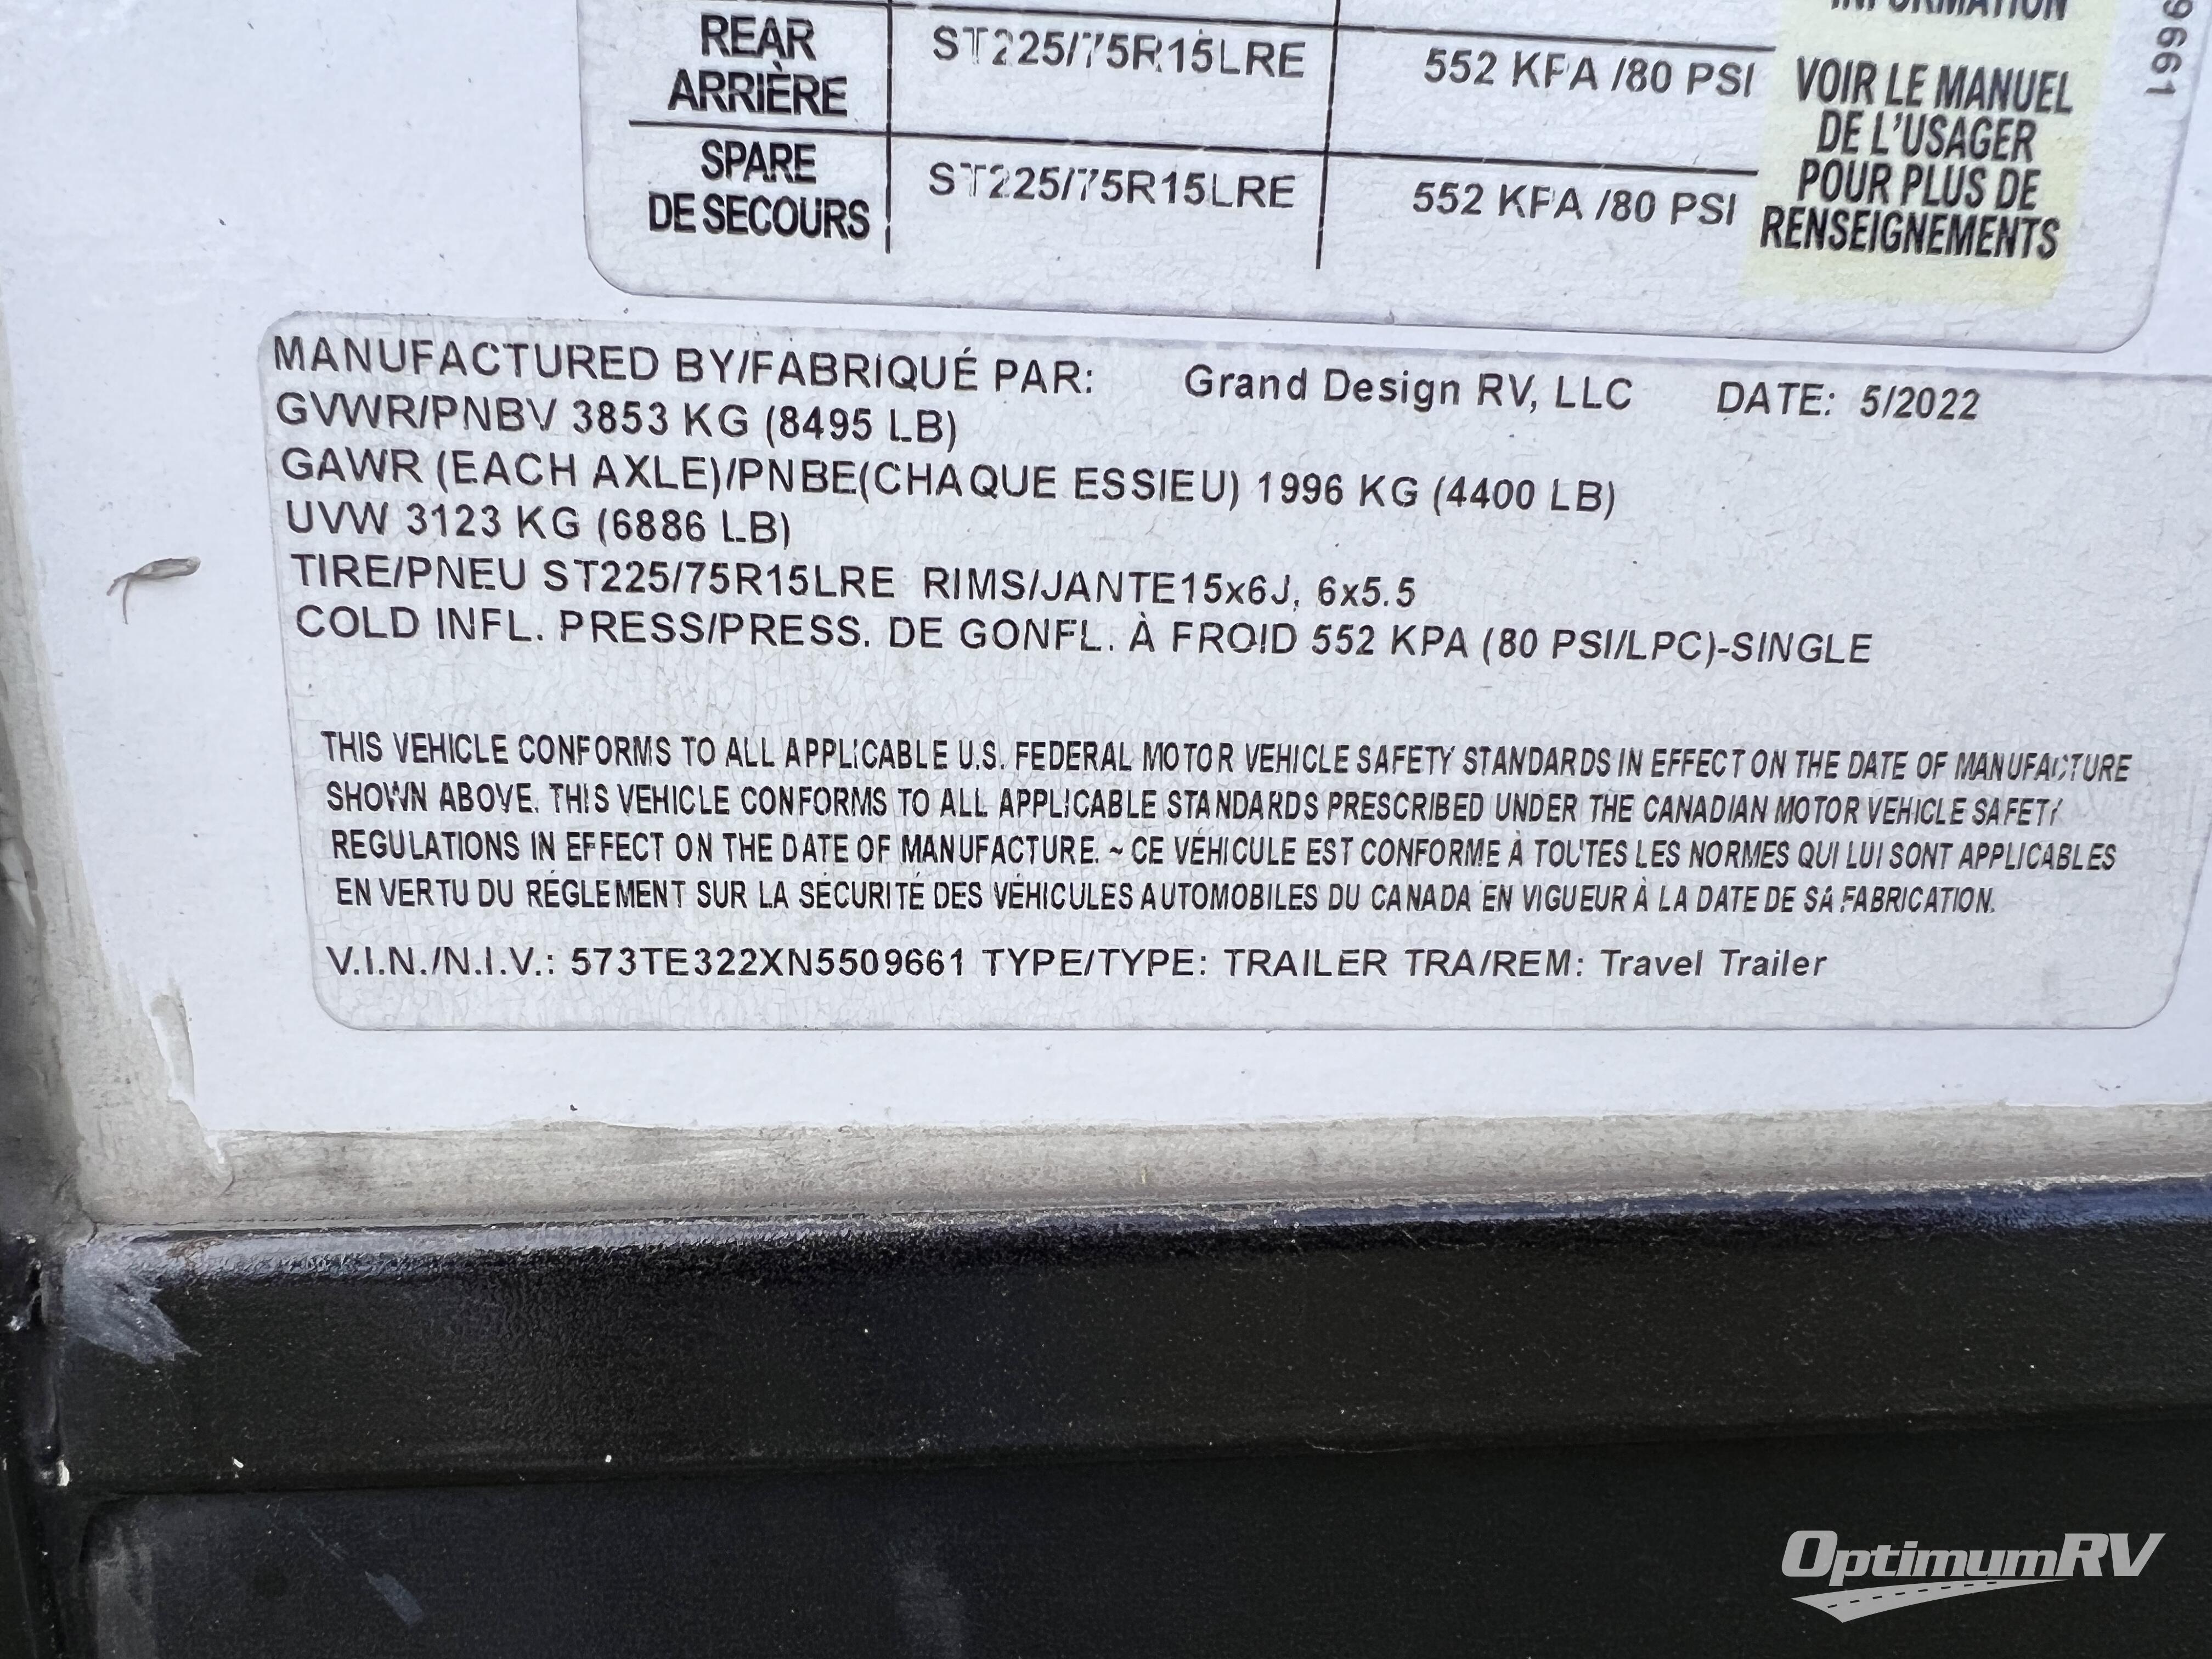 INFORMATION
REAR ST225/75R15LRE 552 KPA /80 PSI
ARRIÈRE
VOIR LE MANUEL
DE L'USAGER
POUR PLUS DE
RENSEIGNEMENTS
SPARE ST225/75R15LRE 552 KPA /80 PSI
DE SECOURS
9661
MANUFACTURED BY/FABRIQUÉ PAR: Grand Design RV, LLC DATE: 5/2022
GVWR/PNBV 3853 KG (8495 LB)
GAWR (EACH AXLE)/PNBE(CHAQUE ESSIEU) 1996 KG (4400 LB)
UVW 3123 KG (6886 LB)
TIRE/PNEU ST225/75R15LRE RIMS/JANTE15x6J, 6x5.5
COLD INFL. PRESS/PRESS. DE GONFL. À FROID 552 KPA (80 PSI/LPC)-SINGLE
THIS VEHICLE CONFORMS TO ALL APPLICABLE U.S. FEDERAL MOTOR VEHICLE SAFETY STANDARDS IN EFFECT ON THE DATE OF MANUFACTURE
SHOWN ABOVE. THIS VEHICLE CONFORMS TO ALL APPLICABLE STANDARDS PRESCRIBED UNDER THE CANADIAN MOTOR VEHICLE SAFETY
REGULATIONS IN EFFECT ON THE DATE OF MANUFACTURE. ~ CE VÉHICULE EST CONFORME À TOUTES LES NORMES QUI LUI SONT APPLICABLES
EN VERTU DU RÉGLEMENT SUR LA SÉCURITÉ DES VÉHICULES AUTOMOBILES DU CANADA EN VIGUEUR À LA DATE DE SA FABRICATION.
V.I.N./N.I.V.: 573TE322XN5509661 TYPE/TYPE: TRAILER TRA/REM: Travel Trailer
OptimumRV